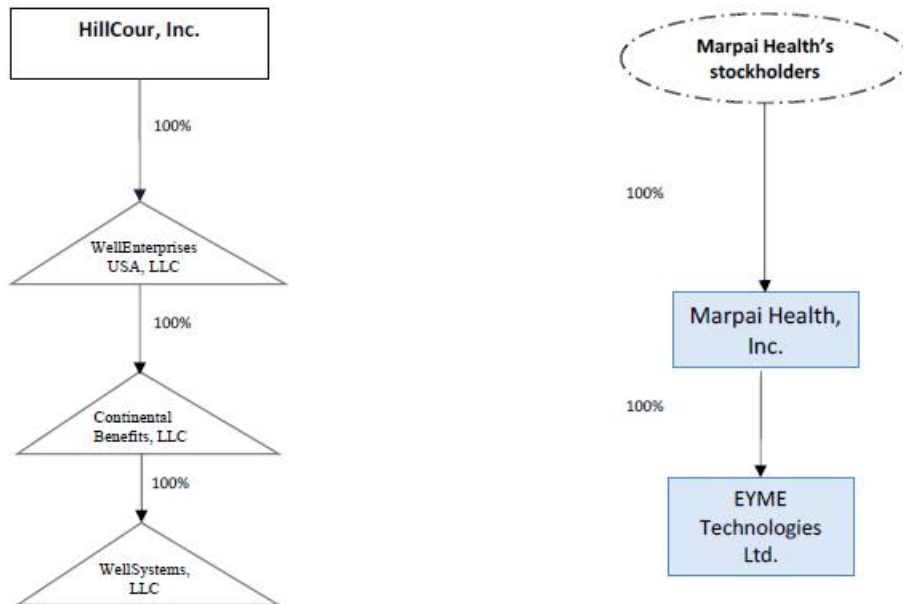 HillCour, Inc.
100%
WellEnterprises
USA, LLC
100%
Continental
Benefits, LLC
100%
WellSystems,
LLC
Marpai Health's
stockholders
100%
Marpai Health,
Inc.
100%
EYME
Technologies
Ltd.